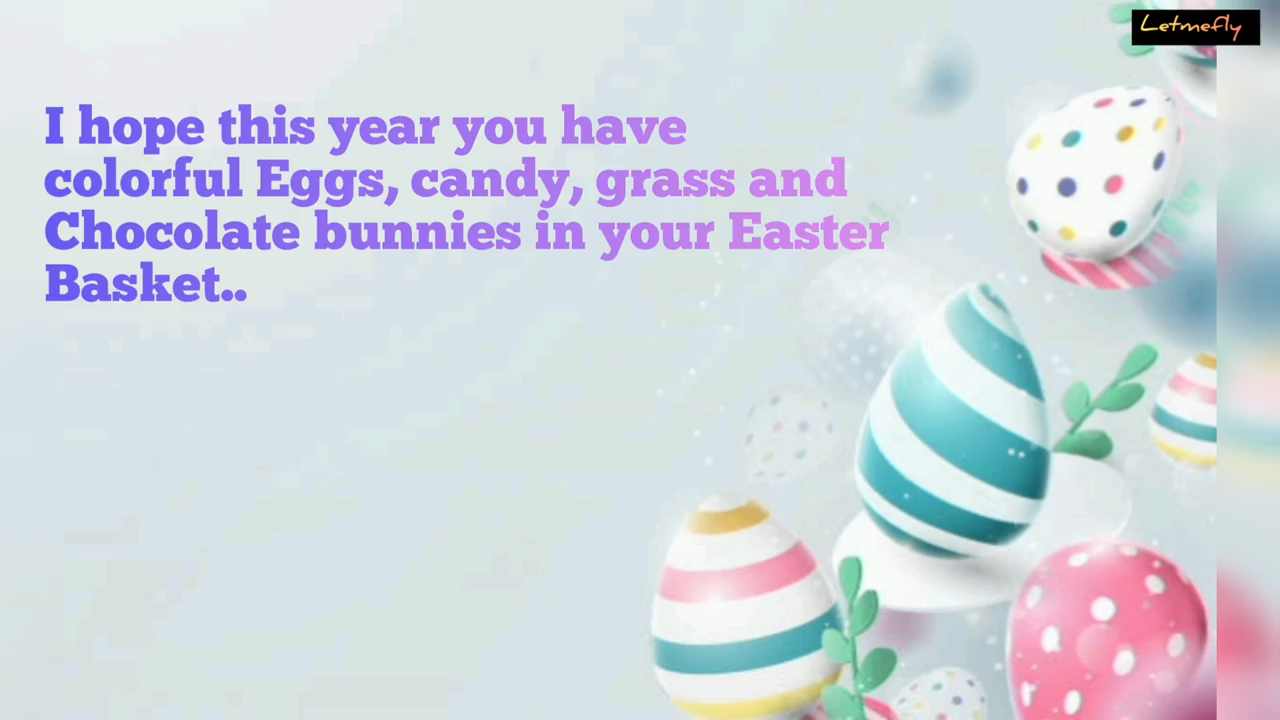 Letmefly
I hope this year you have
colorful Eggs, candy, grass and
Chocolate bunnies in your Easter
Basket..